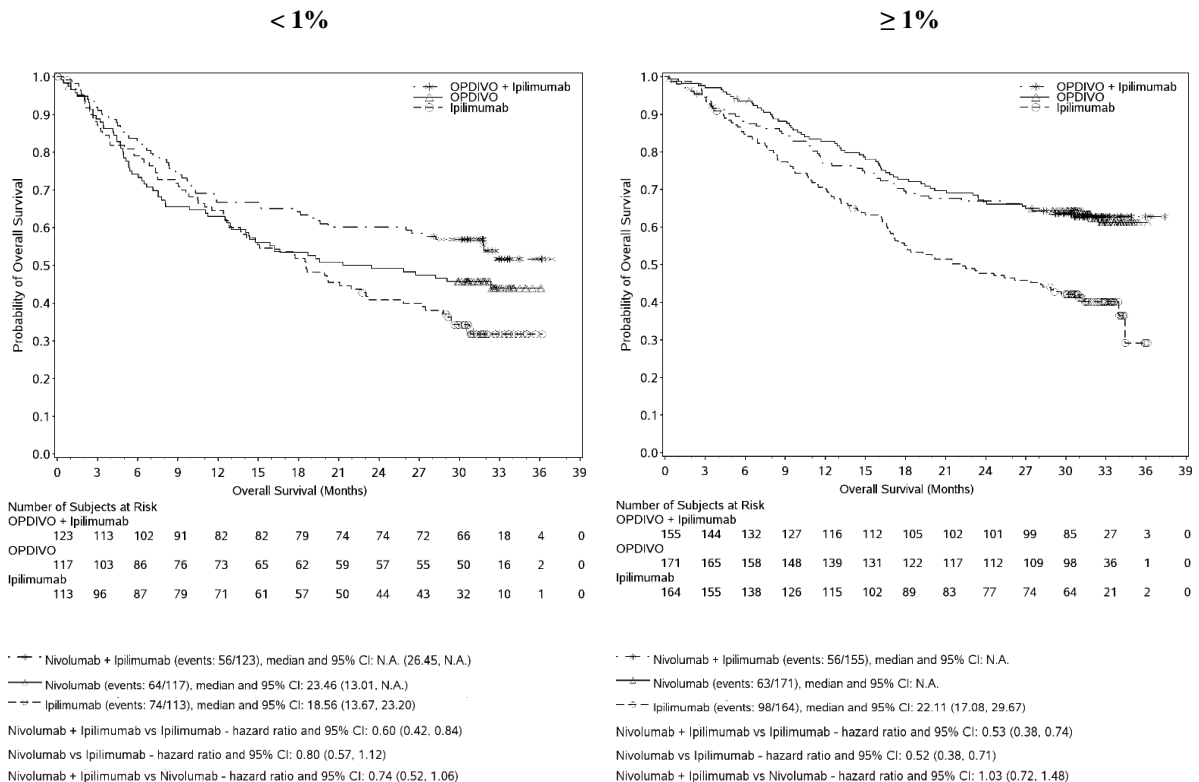 < 1%
≥ 1%
OPDIVO + Ipilimumab
OPDIVO
Ipilimumab
Probability of Overall Survival
1.0
0.9
0.8
0.7
0.6
0.5
0.4
0.3
0.2
0.1
0.0
0 3 6 9 12 15 18 21 24 27 30 33 36 39
Overall Survival (Months)
Number of Subjects at Risk
OPDIVO + Ipilimumab
123 113 102 91 82 82 79 74 74 72 66 18 4 0
OPDIVO
117 103 86 76 73 65 62 59 57 55 50 16 2 0
Ipilimumab
113 96 87 79 71 61 57 50 44 43 32 10 1 0
Nivolumab + Ipilimumab (events: 56/123), median and 95% CI: N.A. (26.45, N.A.)
Nivolumab (events: 64/117), median and 95% CI: 23.46 (13.01, N.A.)
Ipilimumab (events: 74/113), median and 95% CI: 18.56 (13.67, 23.20)
Nivolumab + Ipilimumab vs Ipilimumab - hazard ratio and 95% CI: 0.60 (0.42, 0.84)
Nivolumab vs Ipilimumab - hazard ratio and 95% CI: 0.80 (0.57, 1.12)
Nivolumab + Ipilimumab vs Nivolumab - hazard ratio and 95% CI: 0.74 (0.52, 1.06)
OPDIVO + Ipilimumab
OPDIVO
Ipilimumab
Probability of Overall Survival
1.0
0.9
0.8
0.7
0.6
0.5
0.4
0.3
0.2
0.1
0.0
0 3 6 9 12 15 18 21 24 27 30 33 36 39
Overall Survival (Months)
Number of Subjects at Risk
OPDIVO + Ipilimumab
155 144 132 127 116 112 105 102 101 99 85 27 3 0
OPDIVO
171 165 158 148 139 131 122 117 112 109 98 36 1 0
Ipilimumab
164 155 138 126 115 102 89 83 77 74 64 21 2 0
Nivolumab + Ipilimumab (events: 56/155), median and 95% CI: N.A.
Nivolumab (events: 63/171), median and 95% CI: N.A.
Ipilimumab (events: 98/164), median and 95% CI: 22.11 (17.08, 29.67)
Nivolumab + Ipilimumab vs Ipilimumab - hazard ratio and 95% CI: 0.53 (0.38, 0.74)
Nivolumab vs Ipilimumab - hazard ratio and 95% CI: 0.52 (0.38, 0.71)
Nivolumab + Ipilimumab vs Nivolumab - hazard ratio and 95% CI: 1.03 (0.72, 1.48)